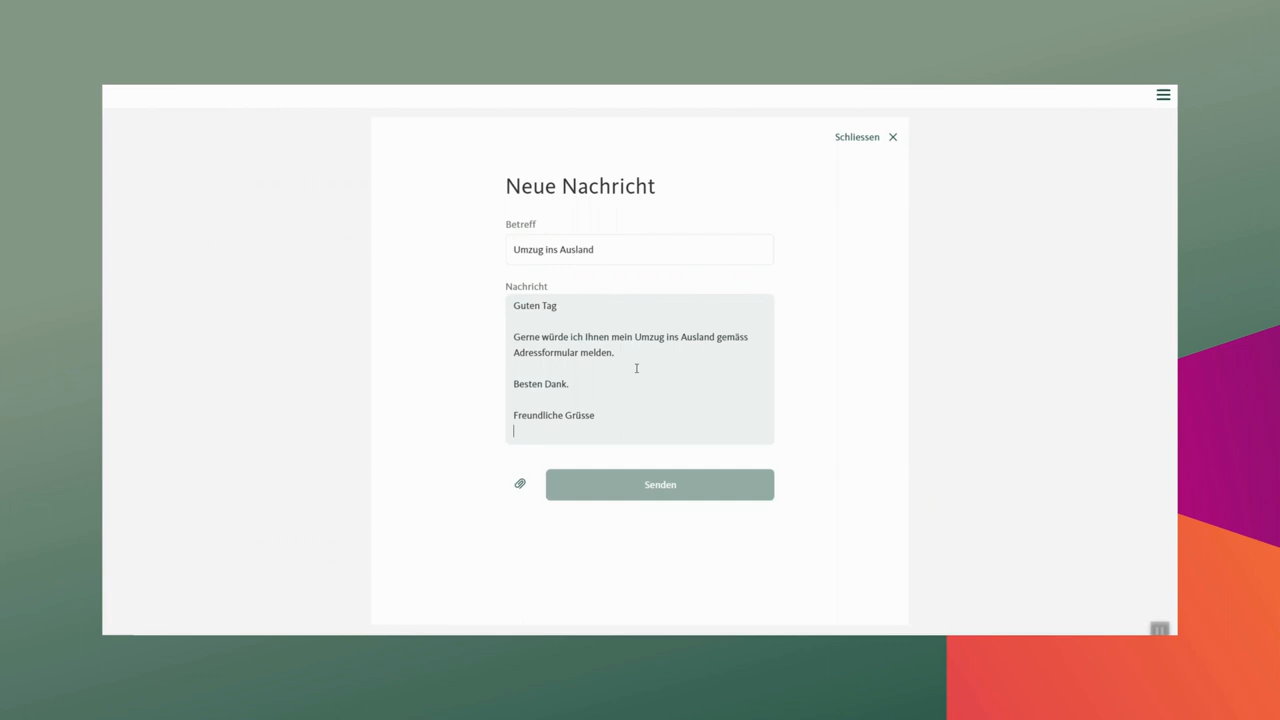 Schliessen
Neue Nachricht
Betreff
Umzug ins Ausland
Nachricht
Guten Tag
Gerne würde ich Ihnen mein Umzug ins Ausland gemäss
Adressformular melden.
Besten Dank.
Freundliche Grüsse
Senden